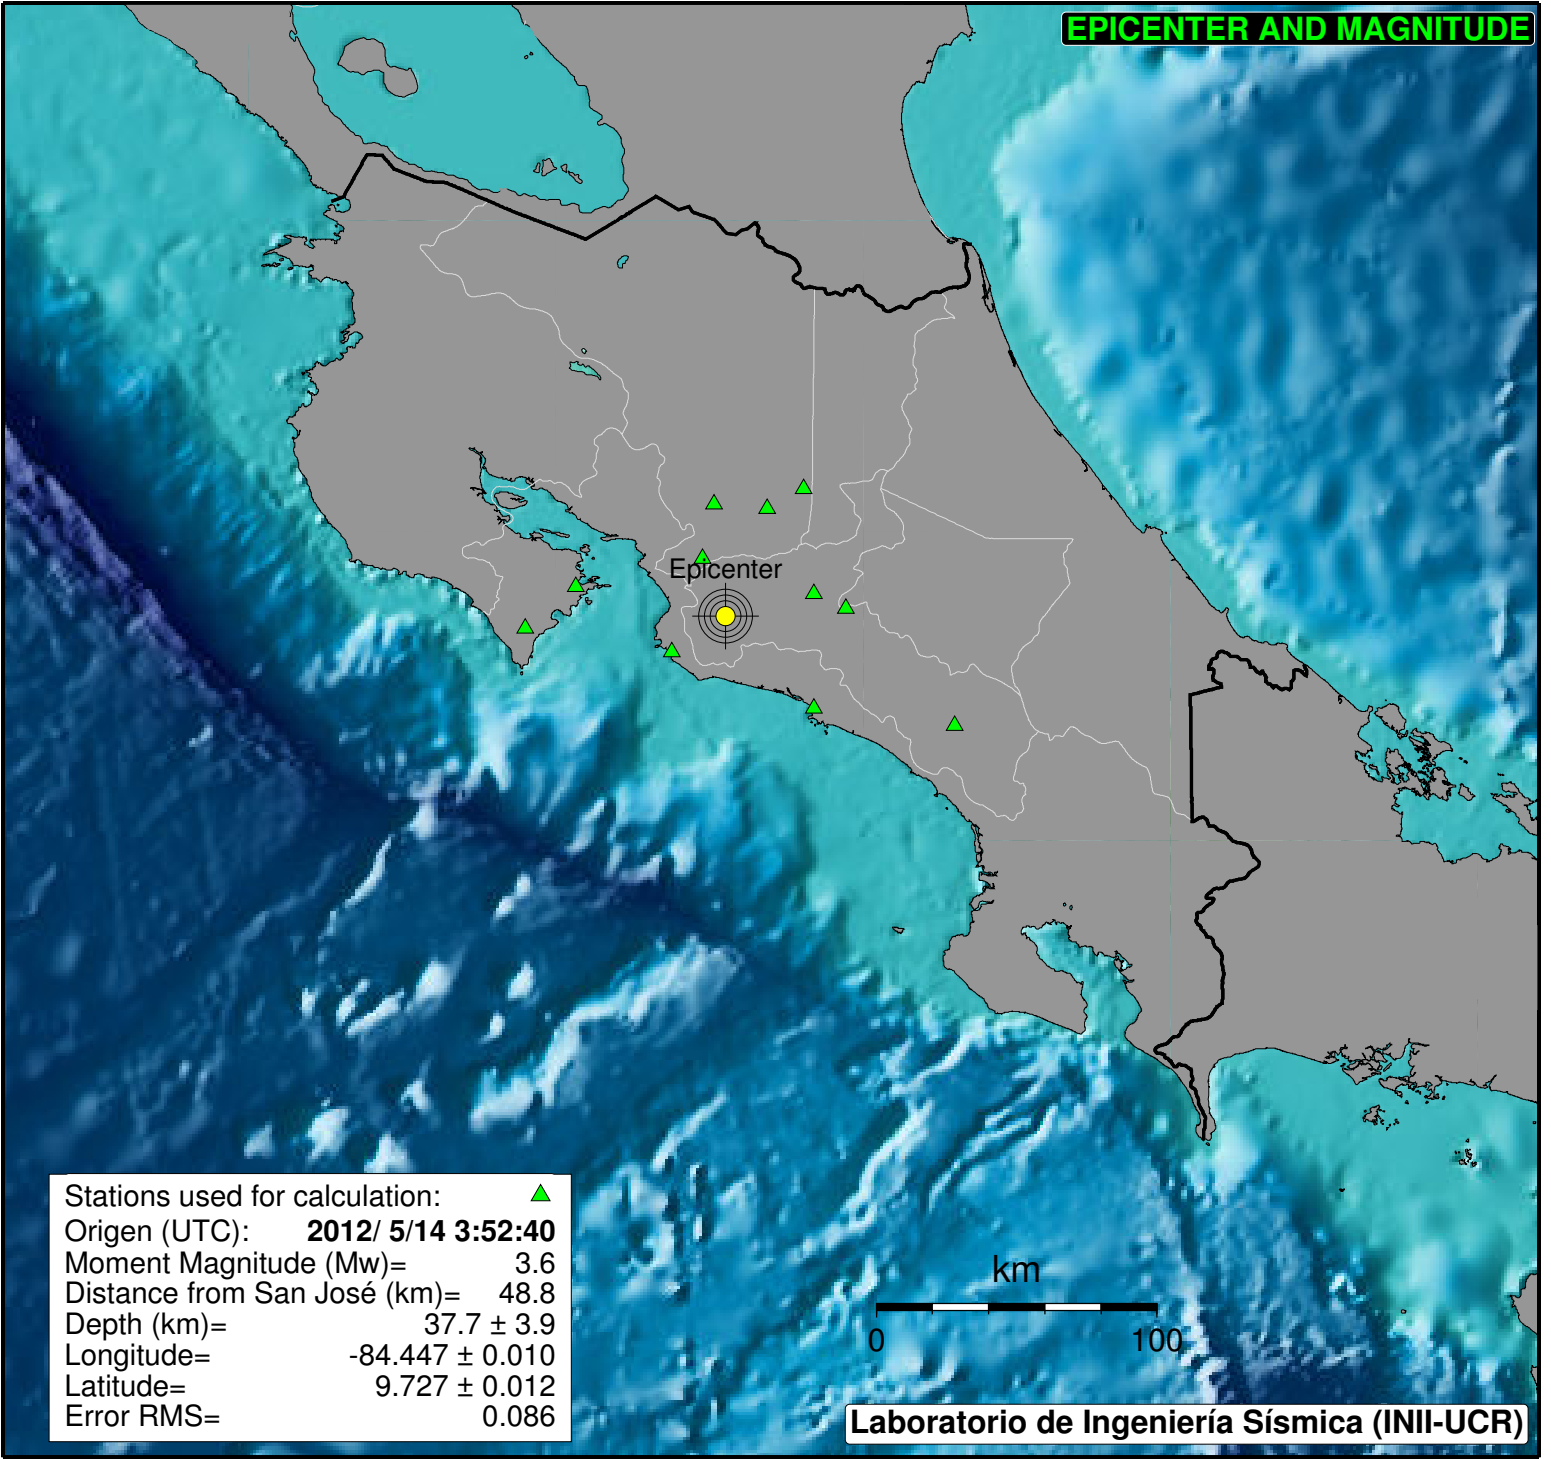 EPICENTER AND MAGNITUDE
Epicenter
Stations used for calculation:
Origen (UTC): 2012/ 5/14 3:52:40
Moment Magnitude (Mw)= 3.6
Distance from San José (km)= 48.8
Depth (km)= 37.7 ± 3.9
Longitude= -84.447 ± 0.010
Latitude= 9.727 ± 0.012
Error RMS= 0.086
km
0 100
Laboratorio de Ingeniería Sísmica (INII-UCR)